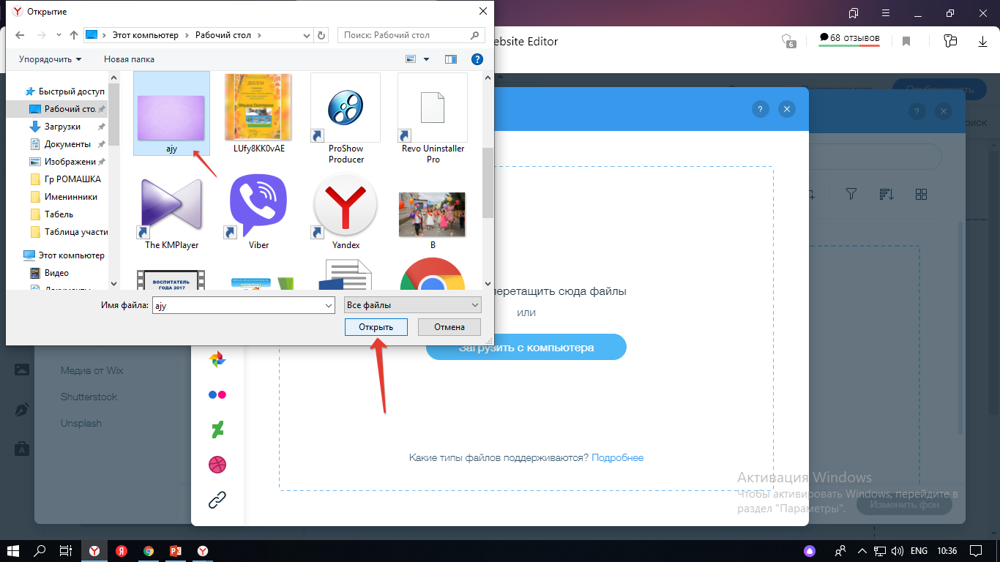 Открытие
Этот компьютер
Рабочий стол
Поиск: Рабочий стол
Упорядочить
Новая папка
Быстрый доступ
Рабочий сто.
Загрузки
Документы
Изображени
Гр РОМАШКА
Именинники
Табель
Таблица участи
Этот компьютер
Видео
ajy
LUfy8KK0vAE
ProShow
Producer
Revo Uninstaller
Pro
The KMPlayer
Viber
Yandex
В
ВОСПИТАТЕЛЬ
ГОДА 2017
Имя файла:
ajy
Все файлы
Открыть
Отмена
ebsite Editor
6
68 отзывов
Опубликовать
перетащить сюда файлы
или
Загрузить с компьютера
Медиа от Wix
Shutterstock
Unsplash
Какие типы файлов поддерживаются? Подробнее
Активация Windows
Чтобы активировать Windows, перейдите в
раздел "Параметры".
Изменить фон
ENG
10:36